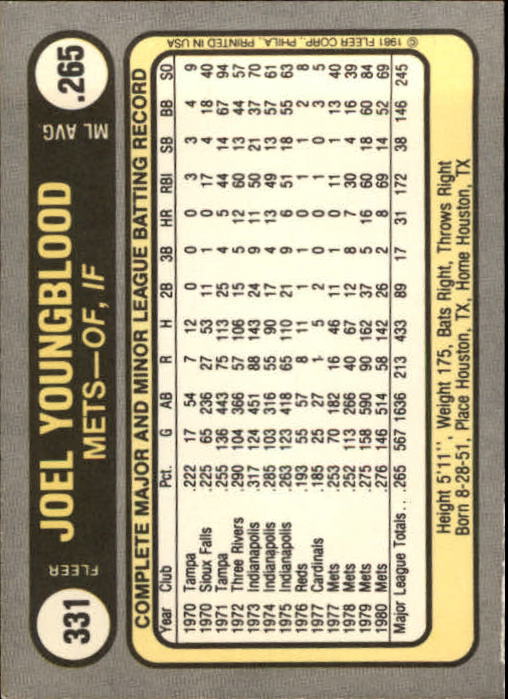 331
FLEER
JOEL YOUNGBLOOD
METS—OF, IF
ML AVG.
.265
COMPLETE MAJOR AND MINOR LEAGUE BATTING RECORD
Year Club Pct. G AB R H 2B 3B HR RBI SB BB SO
1970 Tampa .222 17 54 7 12 0 0 0 3 3 4 9
1970 Sioux Falls .225 65 236 27 53 11 1 0 17 4 18 40
1971 Tampa .255 136 443 75 113 25 4 5 44 14 67 94
1972 Three Rivers .290 104 366 57 106 15 5 12 60 13 44 57
1973 Indianapolis .317 124 451 88 143 24 9 11 50 21 37 70
1974 Indianapolis .285 103 316 55 90 17 4 13 49 13 57 61
1975 Indianapolis .263 123 418 65 110 21 9 6 51 18 55 63
1976 Reds .193 55 57 8 11 1 1 0 1 1 2 8
1977 Cardinals .185 25 27 1 5 2 0 0 1 0 3 5
1977 Mets .253 70 182 16 46 11 1 0 11 1 13 40
1978 Mets .252 113 266 40 67 12 8 7 30 4 16 39
1979 Mets .275 158 590 90 162 37 5 16 60 18 60 84
1980 Mets .276 146 514 58 142 26 2 8 69 14 52 69
Major League Totals . . .265 567 1636 213 433 89 17 31 172 38 146 245
Height 5'11'', Weight 175, Bats Right, Throws Right
Born 8-28-51, Place Houston, TX, Home Houston, TX
© 1981 FLEER CORP., PHILA., PRINTED IN USA